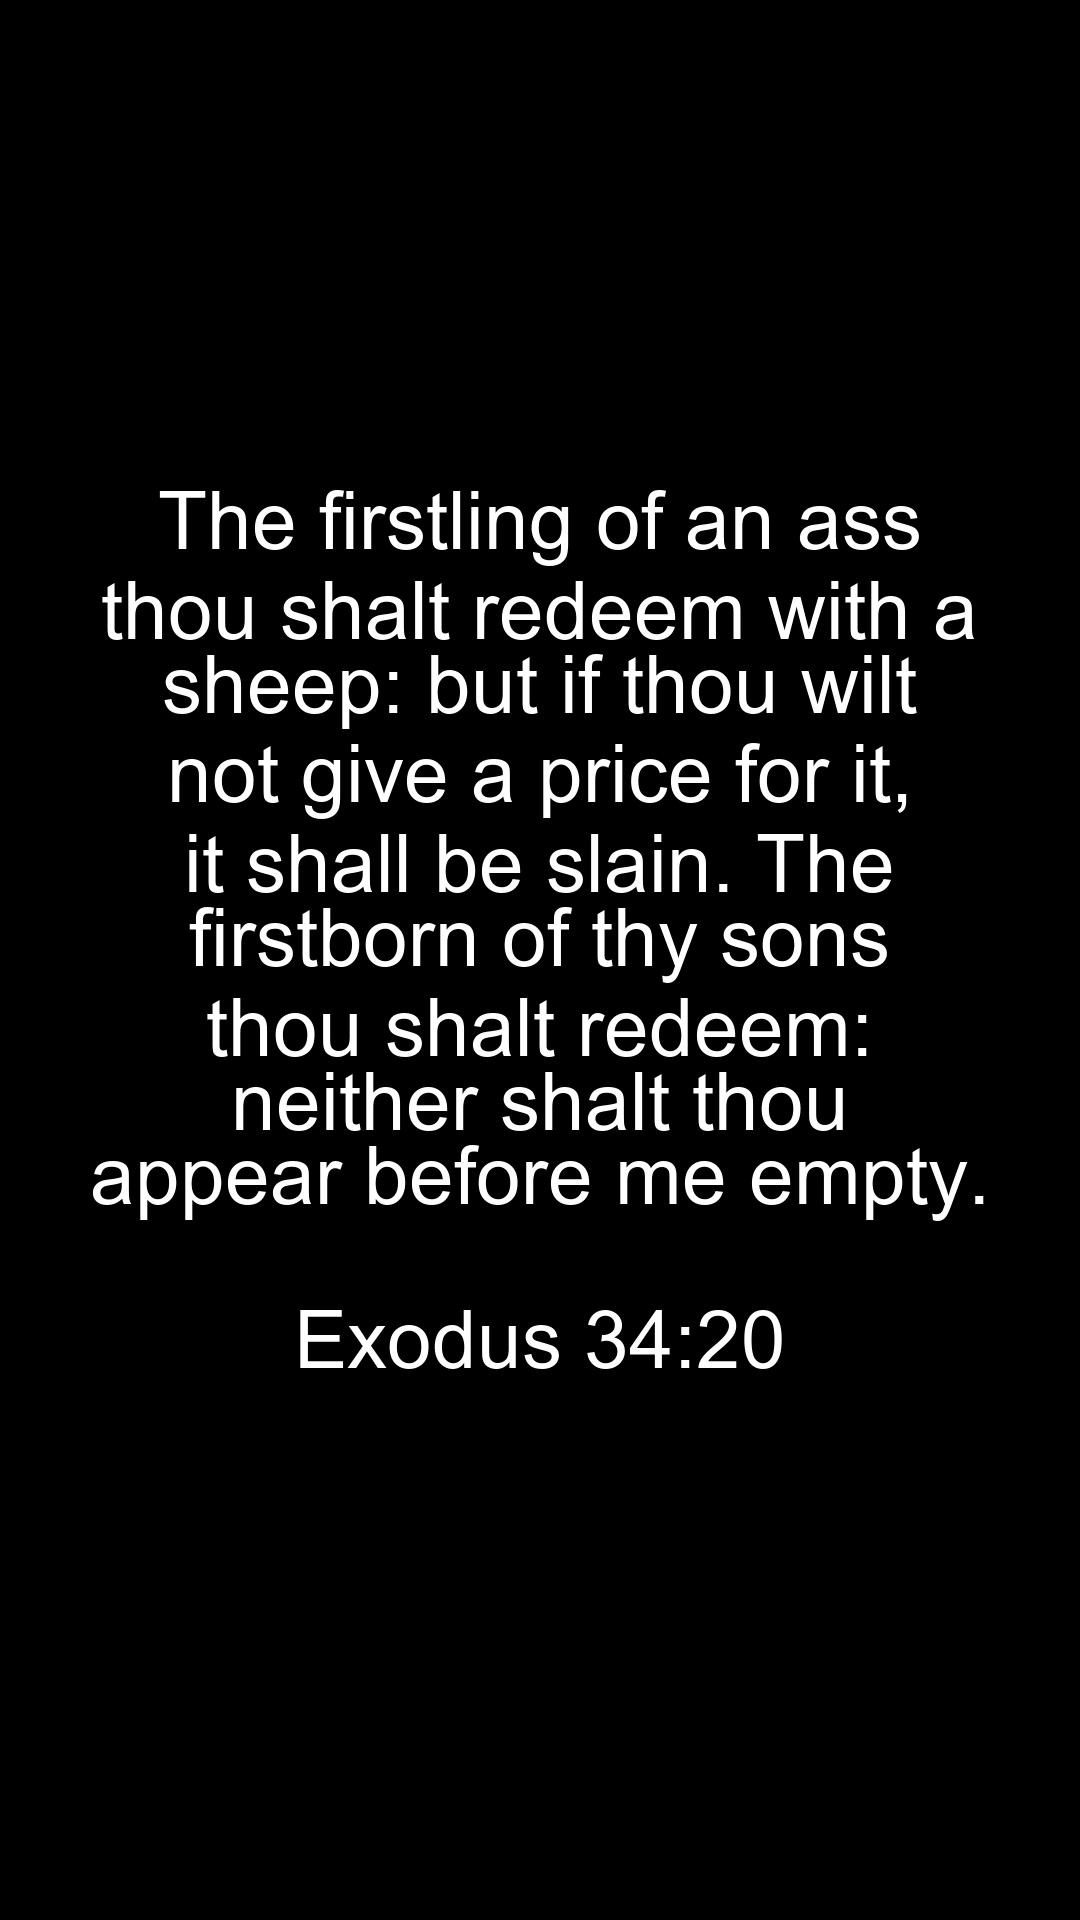 The firstling of an ass
thou shalt redeem with a
sheep: but if thou wilt
not give a price for it,
it shall be slain. The
firstborn of thy sons
thou shalt redeem:
neither shalt thou
appear before me empty.
Exodus 34:20